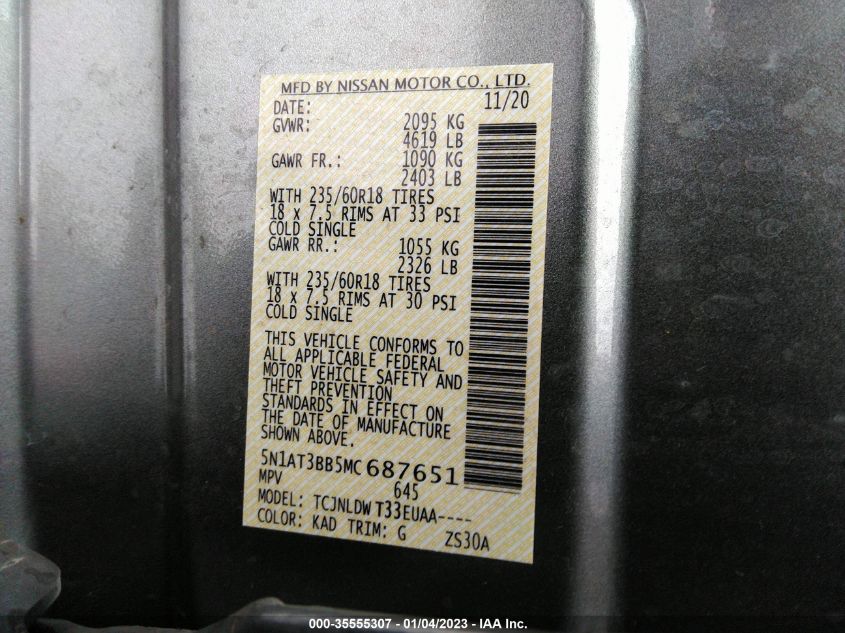 MFD BY NISSAN MOTOR CO., LTD.
DATE: 11/20
GVWR: 2095 KG
4619 LB
GAWR FR.: 1090 KG
2403 LB
WITH 235/60R18 TIRES
18 x 7.5 RIMS AT 33 PSI
COLD SINGLE
GAWR RR.: 1055 KG
2326 LB
WITH 235/60R18 TIRES
18 x 7.5 RIMS AT 30 PSI
COLD SINGLE
THIS VEHICLE CONFORMS TO
ALL APPLICABLE FEDERAL
MOTOR VEHICLE SAFETY AND
THEFT PREVENTION
STANDARDS IN EFFECT ON
THE DATE OF MANUFACTURE
SHOWN ABOVE.
5N1AT3BB5MC687651
MPV 645
MODEL: TCJNLDW T33EUAA----
COLOR: KAD TRIM: G ZS30A
000-35555307 - 01/04/2023 - IAA Inc.